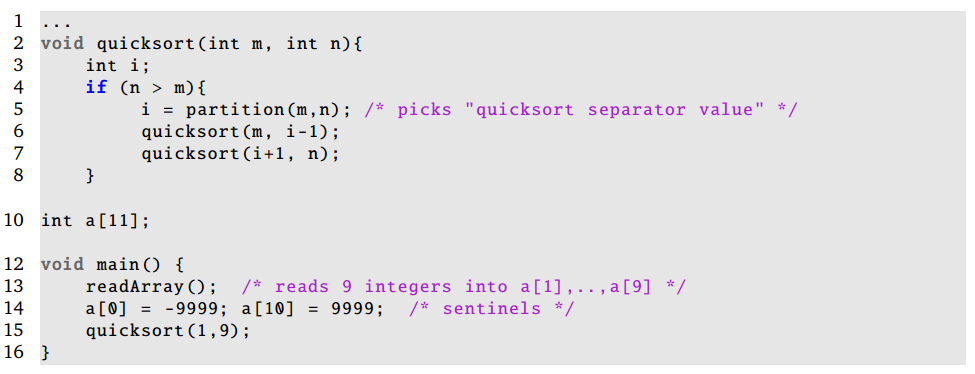 1 ...
2 void quicksort(int m, int n){
3     int i;
4     if (n > m){
5          i = partition(m,n); /* picks "quicksort separator value" */
6          quicksort(m, i-1);
7          quicksort(i+1, n);
8     }
10 int a[11];
12 void main() {
13     readArray();  /* reads 9 integers into a[1],..,a[9] */
14     a[0] = -9999; a[10] = 9999;  /* sentinels */
15     quicksort(1,9);
16 }